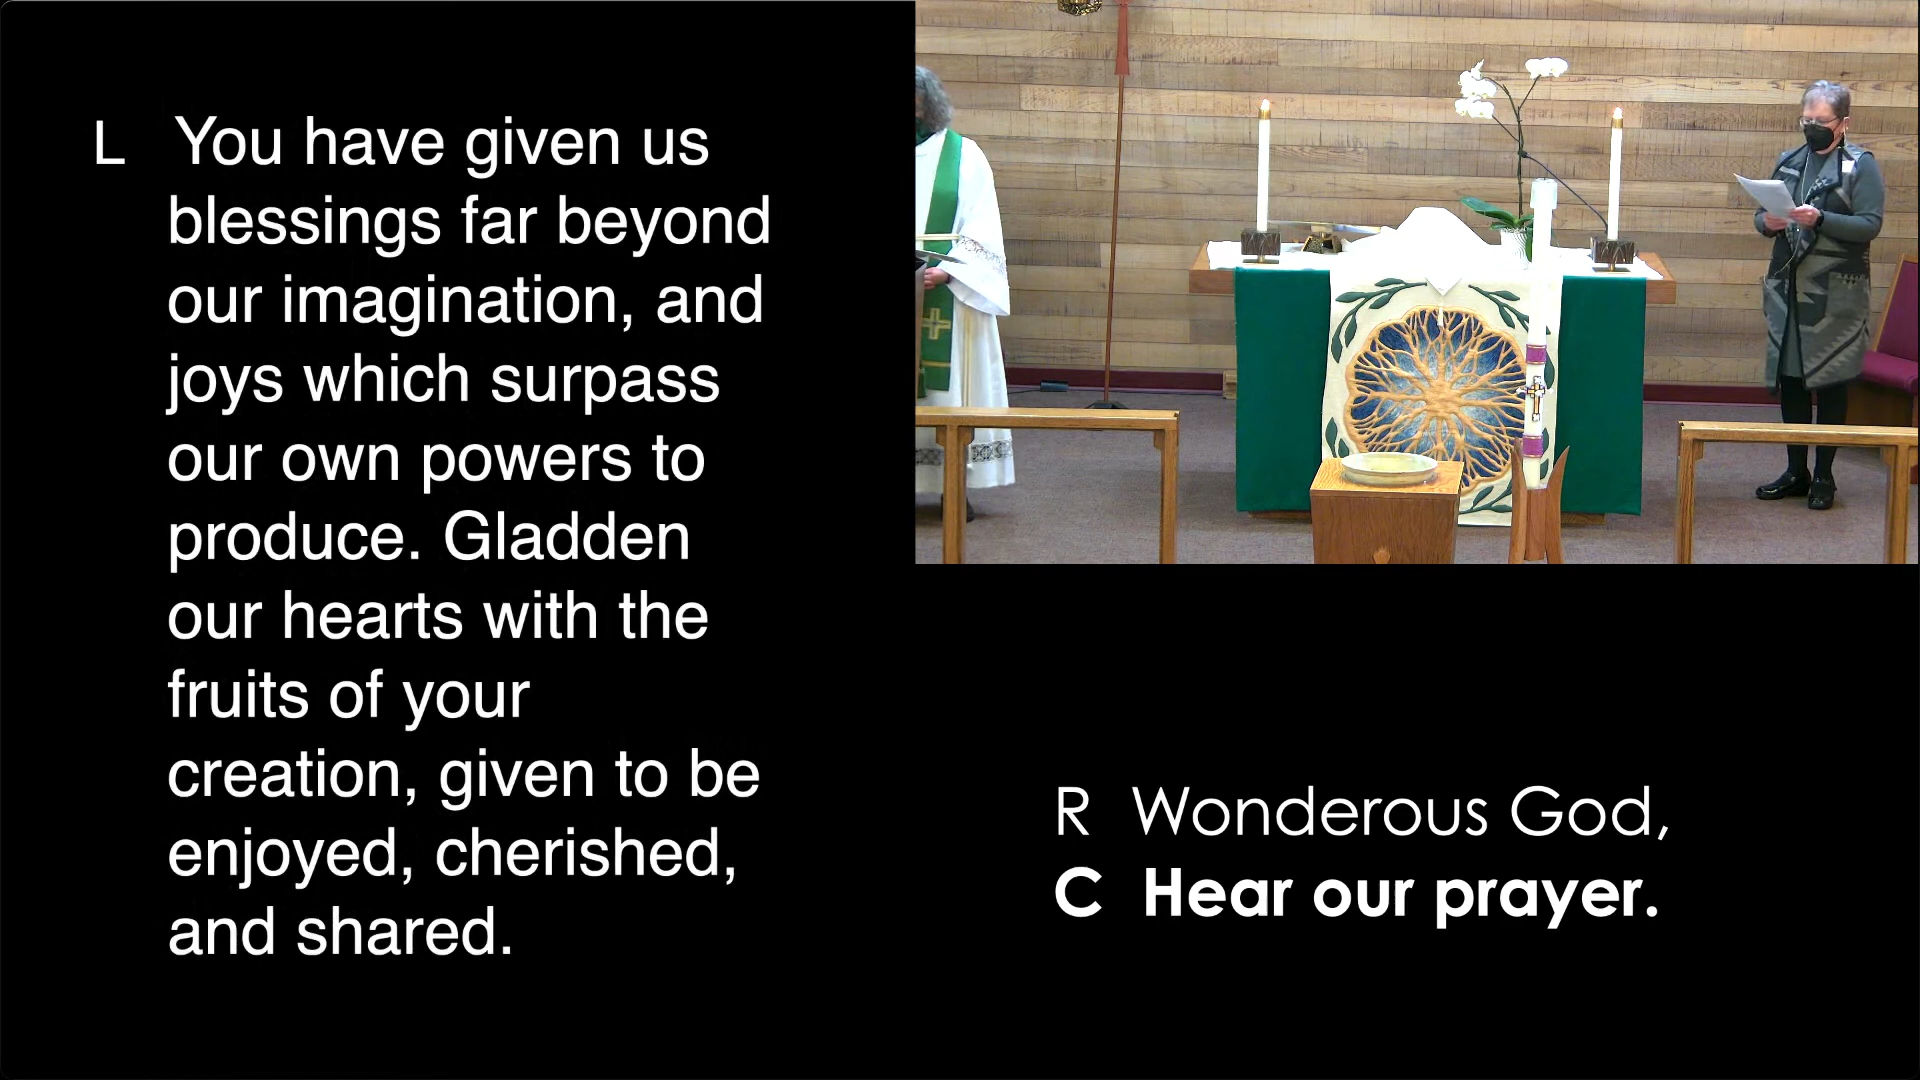 L You have given us
blessings far beyond
our imagination, and
joys which surpass
our own powers to
produce. Gladden
our hearts with the
fruits of your
creation, given to be
enjoyed, cherished,
and shared.
R Wonderous God,
C Hear our prayer.